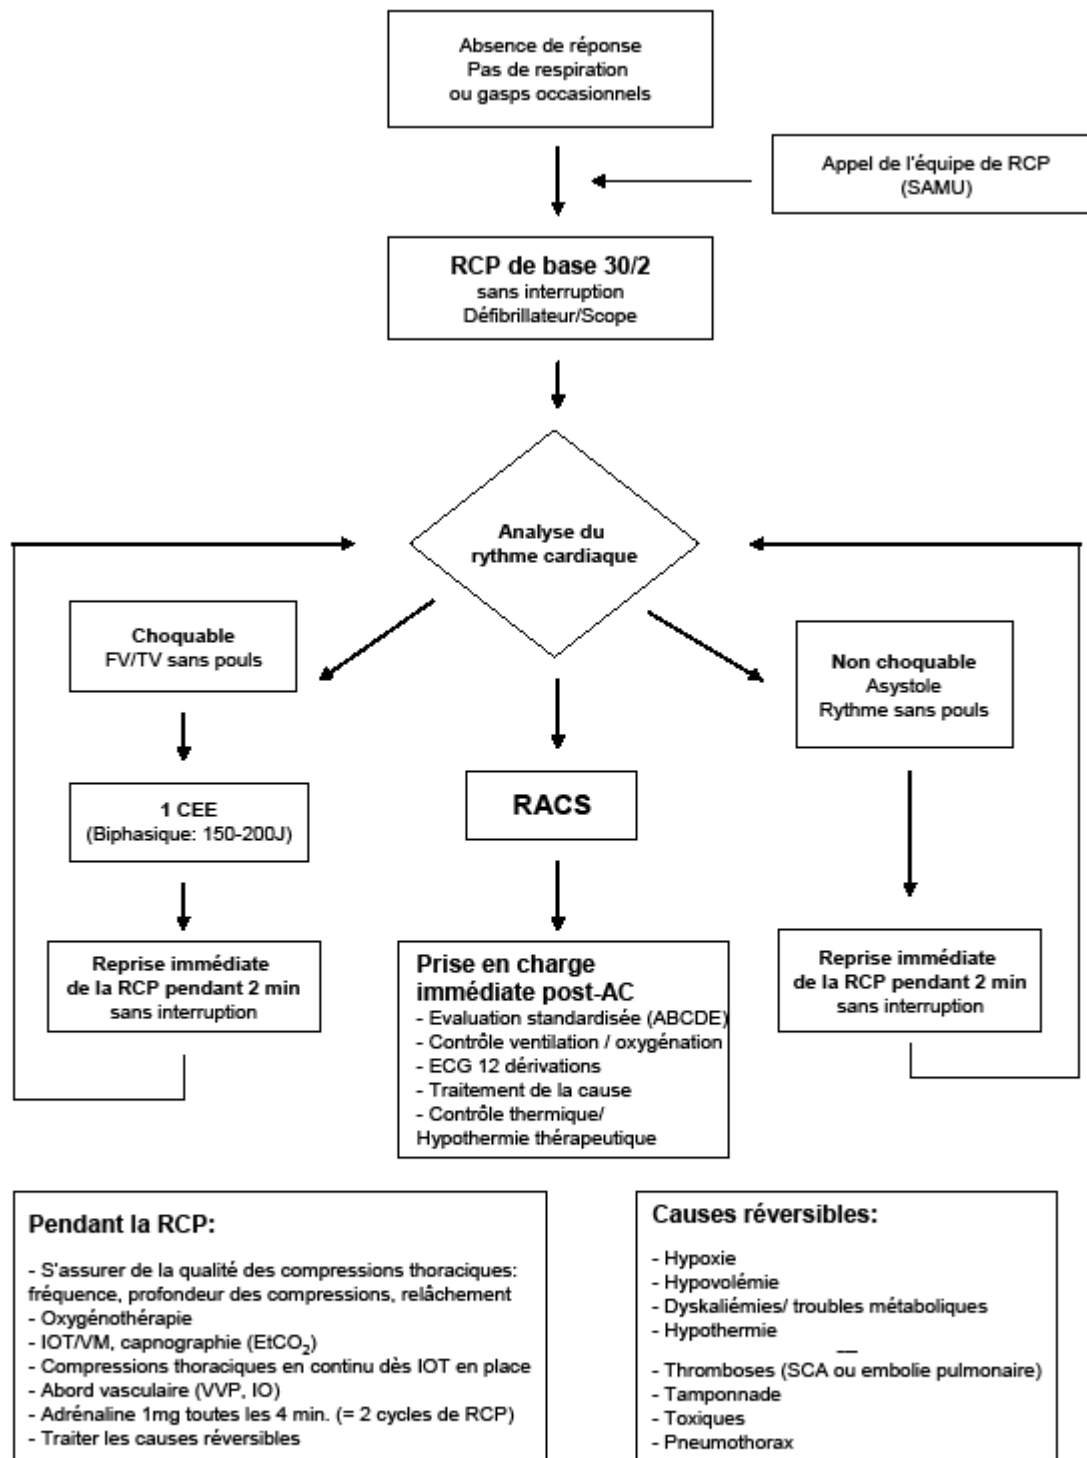 Absence de réponse
Pas de respiration
ou gasps occasionnels
Appel de l'équipe de RCP
(SAMU)
RCP de base 30/2
sans interruption
Défibrillateur/Scope
Analyse du
rythme cardiaque
Choquable
FV/TV sans pouls
Non choquable
Asystole
Rythme sans pouls
1 CEE
(Biphasique: 150-200J)
RACS
Reprise immédiate
de la RCP pendant 2 min
sans interruption
Prise en charge
immédiate post-AC
- Evaluation standardisée (ABCDE)
- Contrôle ventilation / oxygénation
- ECG 12 dérivations
- Traitement de la cause
- Contrôle thermique/
Hypothermie thérapeutique
Reprise immédiate
de la RCP pendant 2 min
sans interruption
Pendant la RCP:
- S'assurer de la qualité des compressions thoraciques:
fréquence, profondeur des compressions, relâchement
- Oxygénothérapie
- IOT/VM, capnographie (EtCO₂)
- Compressions thoraciques en continu dès IOT en place
- Abord vasculaire (VVP, IO)
- Adrénaline 1mg toutes les 4 min. (= 2 cycles de RCP)
- Traiter les causes réversibles
Causes réversibles:
- Hypoxie
- Hypovolémie
- Dyskaliémies/ troubles métaboliques
- Hypothermie
- Thromboses (SCA ou embolie pulmonaire)
- Tamponnade
- Toxiques
- Pneumothorax